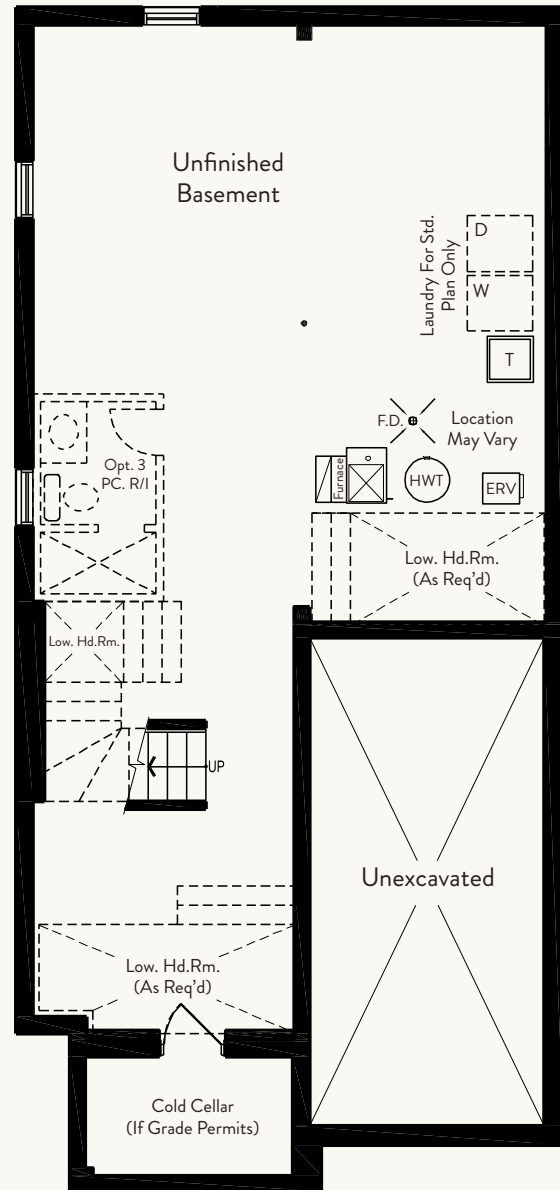 Unfinished
Basement
D
Laundry For Std.
Plan Only
W
T
F.D.
Location
May Vary
Opt. 3
PC. R/I
Furnace
HWT
ERV
Low. Hd.Rm.
(As Req'd)
Low. Hd.Rm.
UP
Unexcavated
Low. Hd.Rm.
(As Req'd)
Cold Cellar
(If Grade Permits)